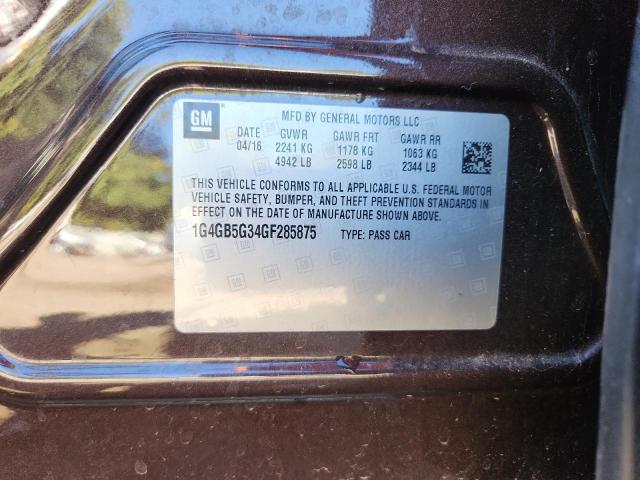 GM
MFD BY GENERAL MOTORS LLC
DATE GVWR GAWR FRT GAWR RR
04/16 2241 KG 1178 KG 1063 KG
4942 LB 2598 LB 2344 LB
THIS VEHICLE CONFORMS TO ALL APPLICABLE U.S. FEDERAL MOTOR
VEHICLE SAFETY, BUMPER, AND THEFT PREVENTION STANDARDS IN
EFFECT ON THE DATE OF MANUFACTURE SHOWN ABOVE.
1G4GB5G34GF285875 TYPE: PASS CAR